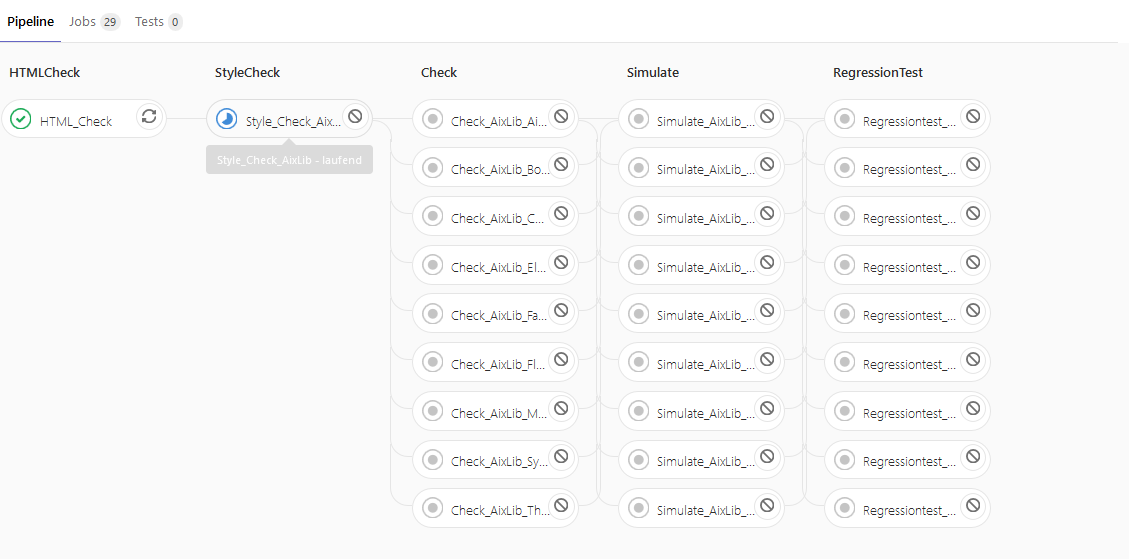 Pipeline Jobs 29 Tests 0
HTMLCheck StyleCheck Check Simulate RegressionTest
HTML_Check Style_Check_Aix... Check_AixLib_Ai... Simulate_AixLib_... Regressiontest_...
Style_Check_AixLib - laufend
Check_AixLib_Bo... Simulate_AixLib_... Regressiontest_...
Check_AixLib_C... Simulate_AixLib_... Regressiontest_...
Check_AixLib_El... Simulate_AixLib_... Regressiontest_...
Check_AixLib_Fa... Simulate_AixLib_... Regressiontest_...
Check_AixLib_Fl... Simulate_AixLib_... Regressiontest_...
Check_AixLib_M... Simulate_AixLib_... Regressiontest_...
Check_AixLib_Sy... Simulate_AixLib_... Regressiontest_...
Check_AixLib_Th... Simulate_AixLib_... Regressiontest_...